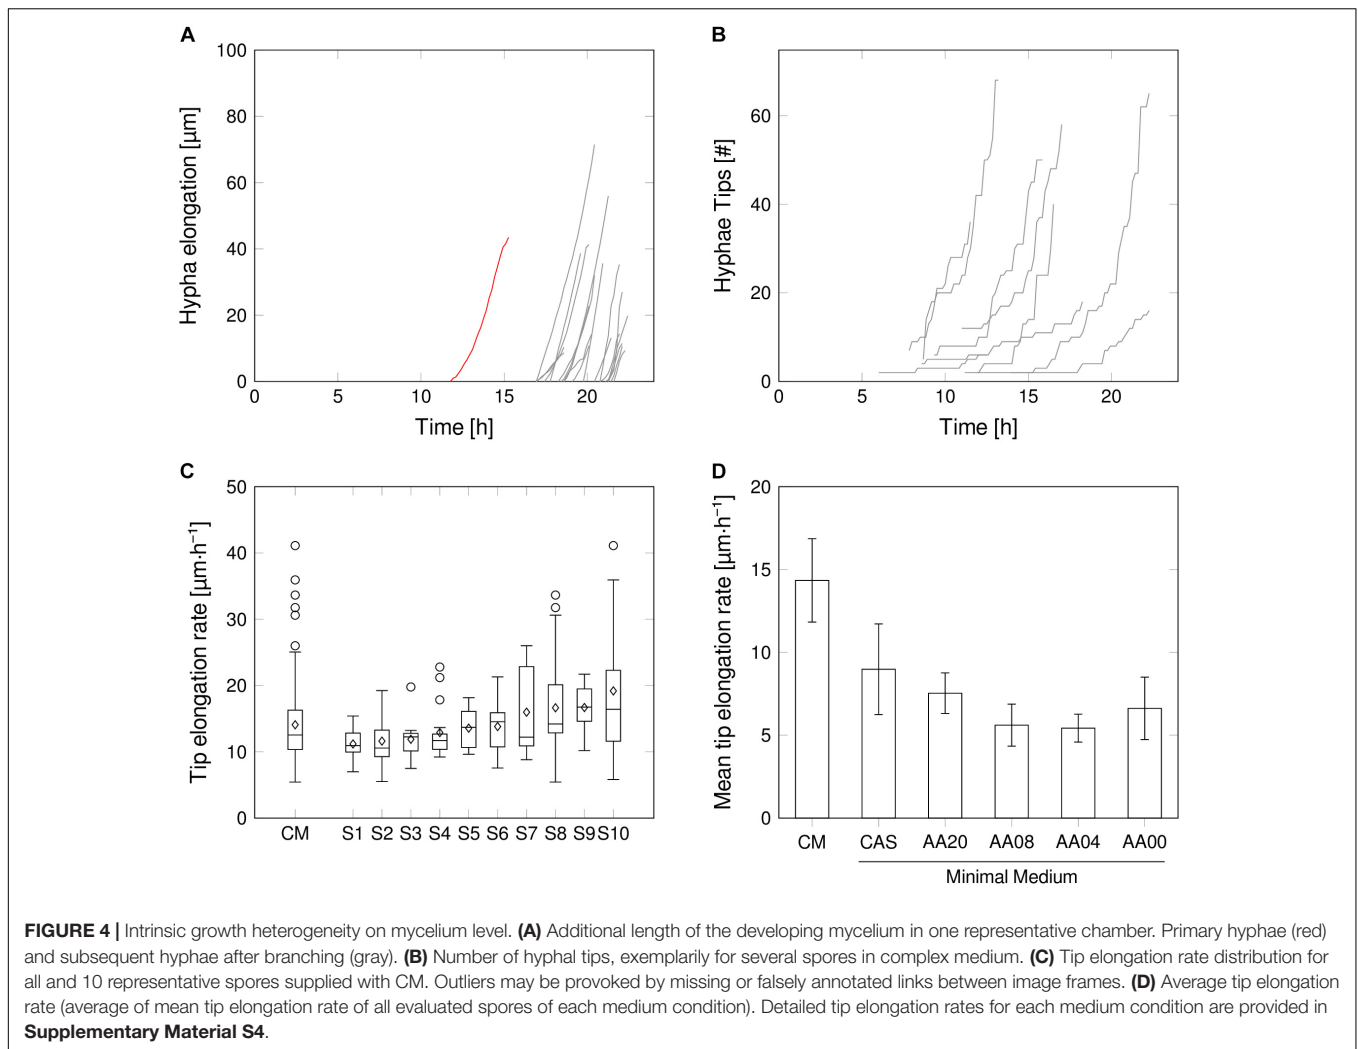 A
100
80
60
40
20
0
Hypha elongation [µm]
0 5 10 15 20
Time [h]
B
60
40
20
0
Hyphae Tips [#]
0 5 10 15 20
Time [h]
C
50
40
30
20
10
0
Tip elongation rate [µm·h⁻¹]
CM S1 S2 S3 S4 S5 S6 S7 S8 S9 S10
D
20
15
10
5
0
Mean tip elongation rate [µm·h⁻¹]
CM CAS AA20 AA08 AA04 AA00
Minimal Medium
FIGURE 4 | Intrinsic growth heterogeneity on mycelium level. (A) Additional length of the developing mycelium in one representative chamber. Primary hyphae (red)
and subsequent hyphae after branching (gray). (B) Number of hyphal tips, exemplarily for several spores in complex medium. (C) Tip elongation rate distribution for
all and 10 representative spores supplied with CM. Outliers may be provoked by missing or falsely annotated links between image frames. (D) Average tip elongation
rate (average of mean tip elongation rate of all evaluated spores of each medium condition). Detailed tip elongation rates for each medium condition are provided in
Supplementary Material S4.